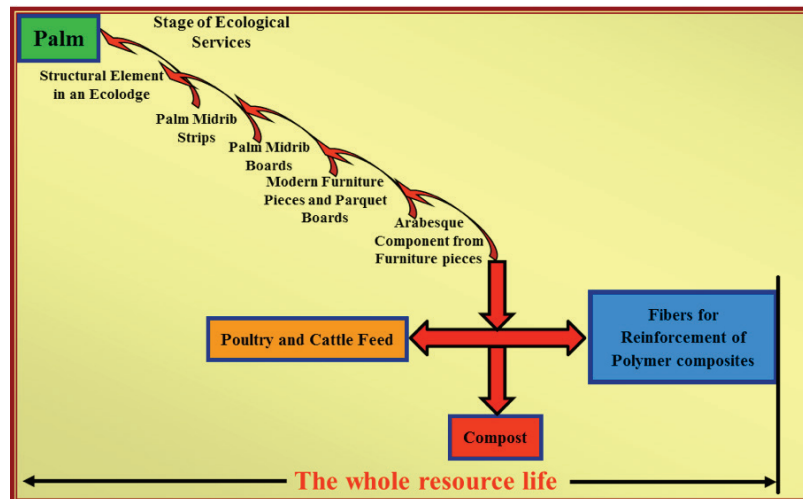 Palm
Stage of Ecological
Services
Structural Element
in an Ecolodge
Palm Midrib
Strips
Palm Midrib
Boards
Modern Furniture
Pieces and Parquet
Boards
Arabesque
Component from
Furniture pieces
Poultry and Cattle Feed
Fibers for
Reinforcement of
Polymer composites
Compost
The whole resource life